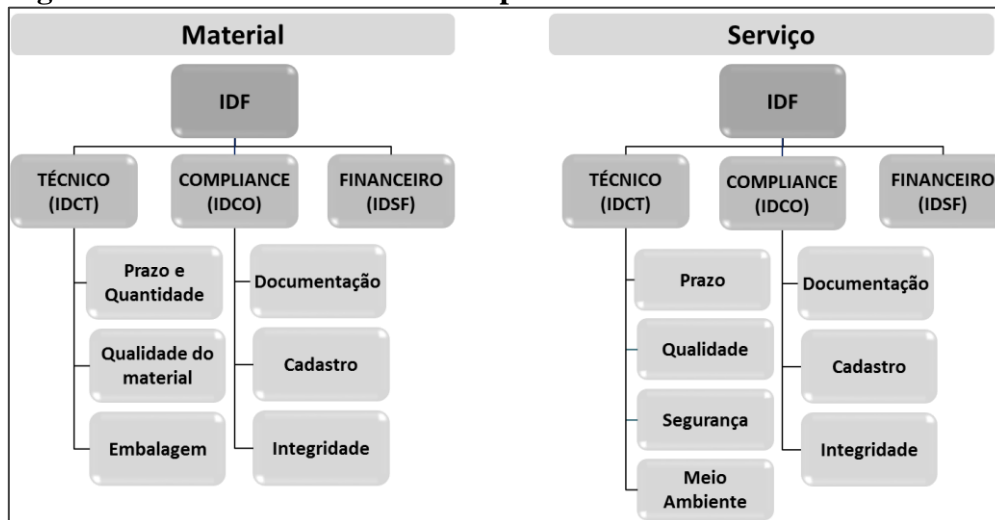 Material
IDF
TÉCNICO
(IDCT)
COMPLIANCE
(IDCO)
FINANCEIRO
(IDSF)
Prazo e
Quantidade
Qualidade do
material
Embalagem
Documentação
Cadastro
Integridade
Serviço
IDF
TÉCNICO
(IDCT)
COMPLIANCE
(IDCO)
FINANCEIRO
(IDSF)
Prazo
Qualidade
Segurança
Meio
Ambiente
Documentação
Cadastro
Integridade